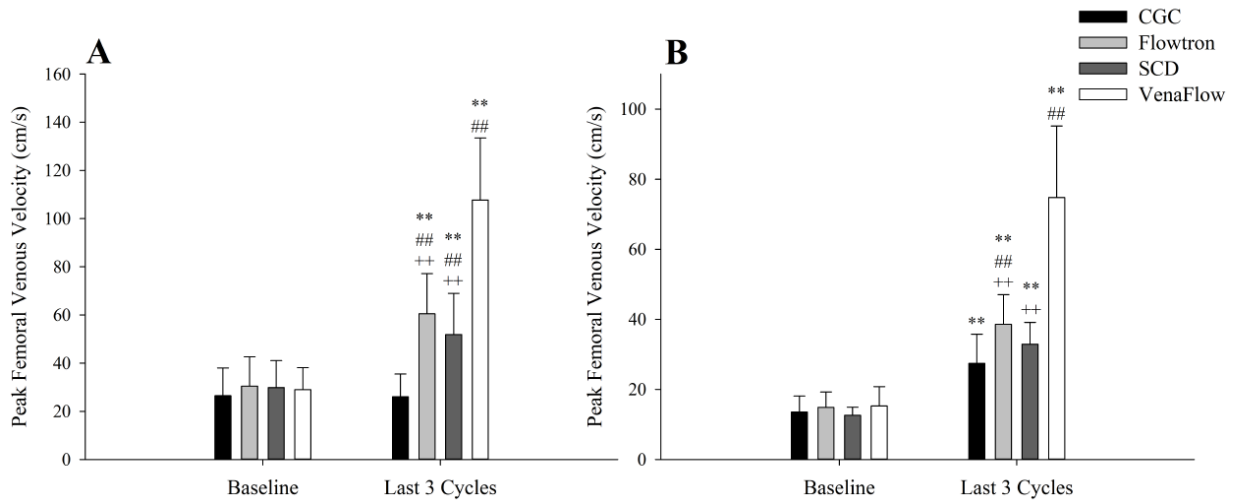 CGC
Flowtron
SCD
VenaFlow
A
Peak Femoral Venous Velocity (cm/s)
160
140
120
100
80
60
40
20
0
**
##
++
**
##
++
**
##
Baseline
Last 3 Cycles
B
Peak Femoral Venous Velocity (cm/s)
100
80
60
40
20
0
**
**
##
++
**
++
**
##
Baseline
Last 3 Cycles